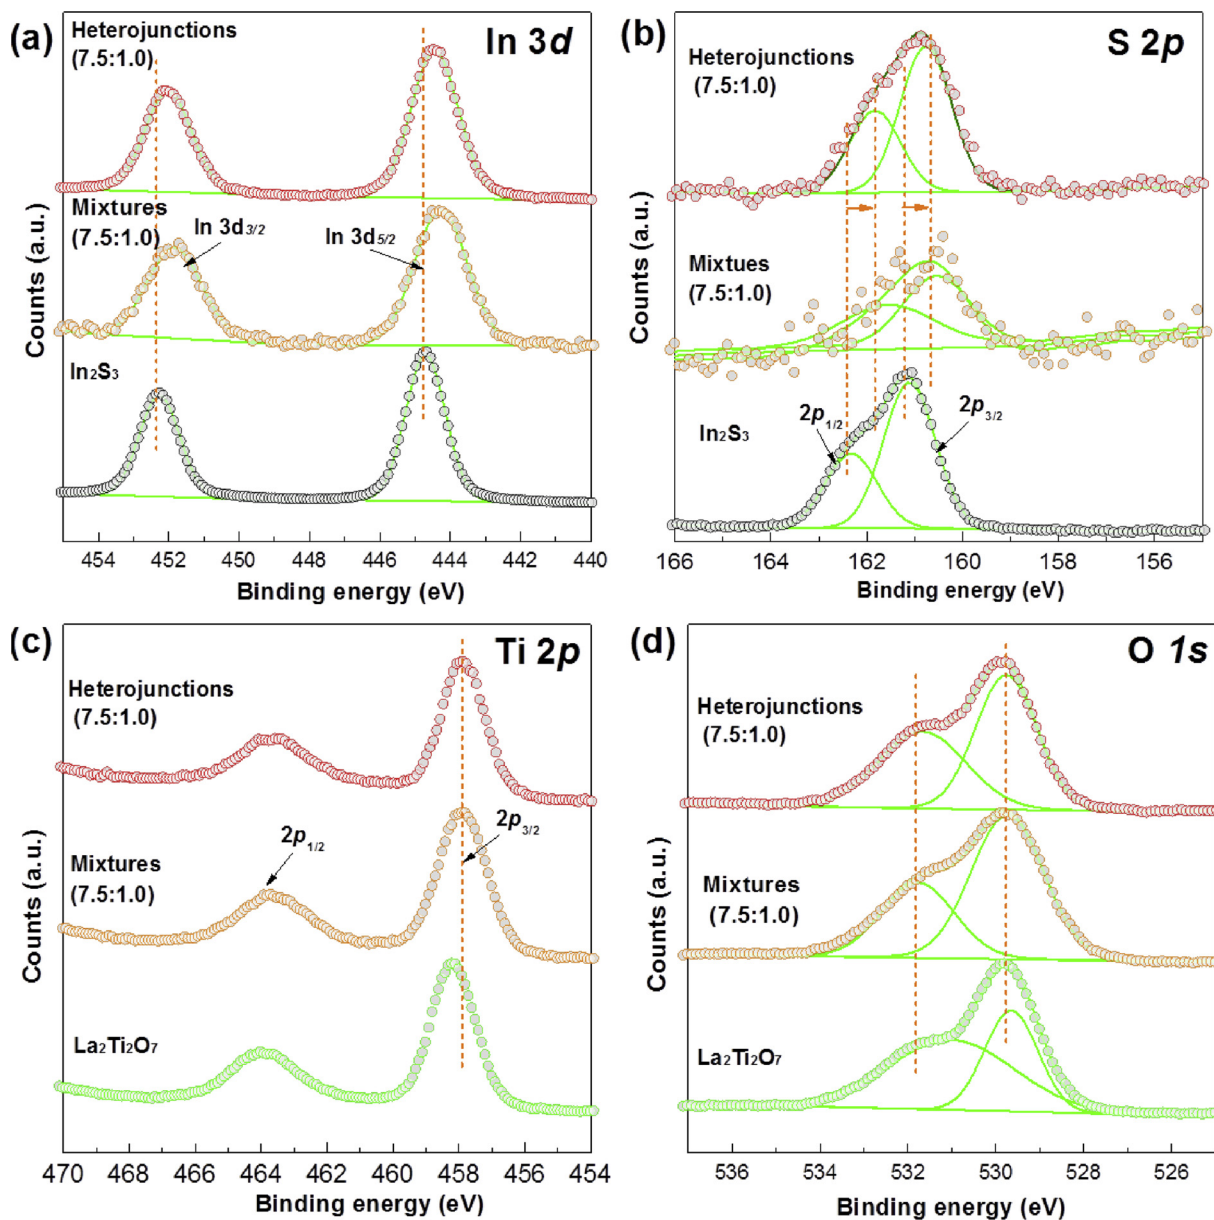 (a)
Heterojunctions
(7.5:1.0)
In 3d
Mixtures
(7.5:1.0)
In 3d3/2
In 3d5/2
In2S3
Counts (a.u.)
454 452 450 448 446 444 442 440
Binding energy (eV)
(b)
S 2p
Heterojunctions
(7.5:1.0)
Mixtues
(7.5:1.0)
2p1/2
2p3/2
In2S3
Counts (a.u.)
166 164 162 160 158 156
Binding energy (eV)
(c)
Ti 2p
Heterojunctions
(7.5:1.0)
2p3/2
2p1/2
Mixtures
(7.5:1.0)
La2Ti2O7
Counts (a.u.)
470 468 466 464 462 460 458 456 454
Binding energy (eV)
(d)
O 1s
Heterojunctions
(7.5:1.0)
Mixtures
(7.5:1.0)
La2Ti2O7
Counts (a.u.)
536 534 532 530 528 526
Binding energy (eV)